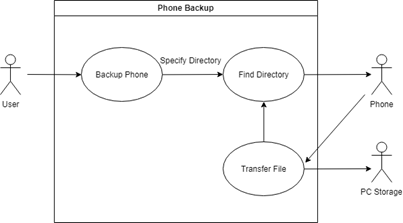 Phone Backup
Specify Directory
Backup Phone
Find Directory
User
Phone
Transfer File
PC Storage